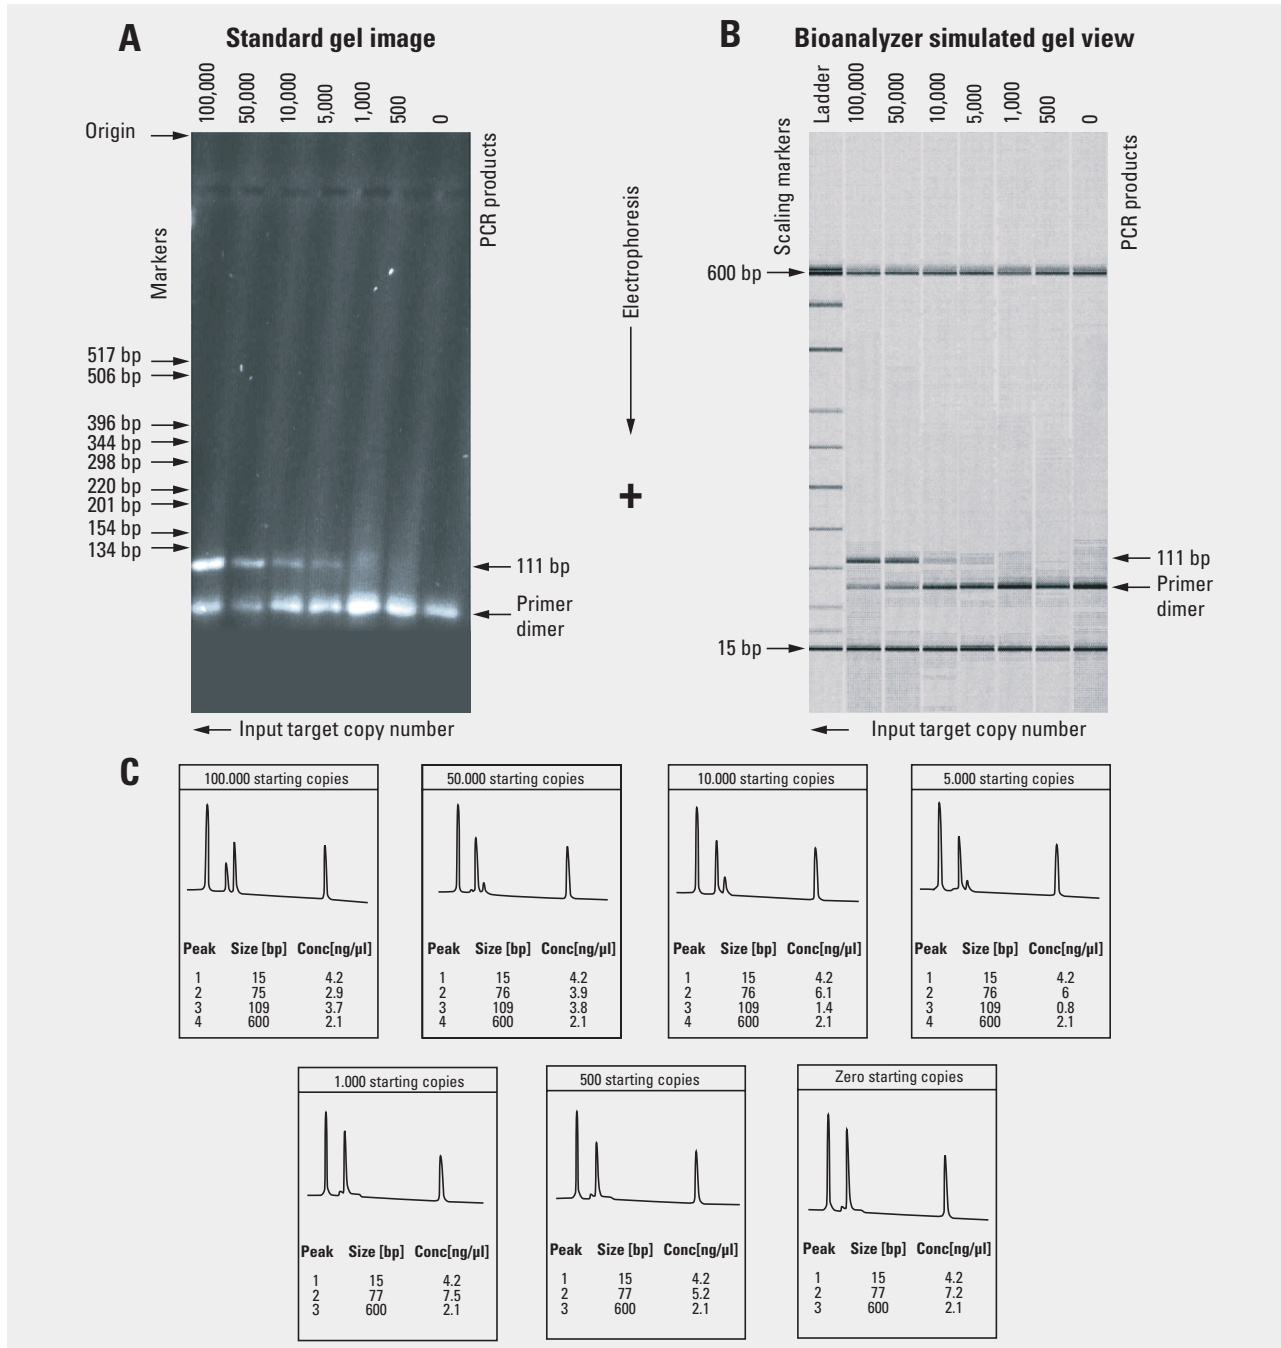 A Standard gel image
100,000 50,000 10,000 5,000 1,000 500 0
Origin
Markers
PCR products
517 bp
506 bp
396 bp
344 bp
298 bp
220 bp
201 bp
154 bp
134 bp
111 bp
Primer
dimer
Input target copy number
Electrophoresis
+
B Bioanalyzer simulated gel view
Ladder 100,000 50,000 10,000 5,000 1,000 500 0
Scaling markers
PCR products
600 bp
111 bp
Primer
dimer
15 bp
Input target copy number
C
100.000 starting copies
Peak Size [bp] Conc[ng/µl]
1 15 4.2
2 75 2.9
3 109 3.7
4 600 2.1
50.000 starting copies
Peak Size [bp] Conc[ng/µl]
1 15 4.2
2 76 3.9
3 109 3.8
4 600 2.1
10.000 starting copies
Peak Size [bp] Conc[ng/µl]
1 15 4.2
2 76 6.1
3 109 1.4
4 600 2.1
5.000 starting copies
Peak Size [bp] Conc[ng/µl]
1 15 4.2
2 76 6
3 109 0.8
4 600 2.1
1.000 starting copies
Peak Size [bp] Conc[ng/µl]
1 15 4.2
2 77 7.5
3 600 2.1
500 starting copies
Peak Size [bp] Conc[ng/µl]
1 15 4.2
2 77 5.2
3 600 2.1
Zero starting copies
Peak Size [bp] Conc[ng/µl]
1 15 4.2
2 77 7.2
3 600 2.1